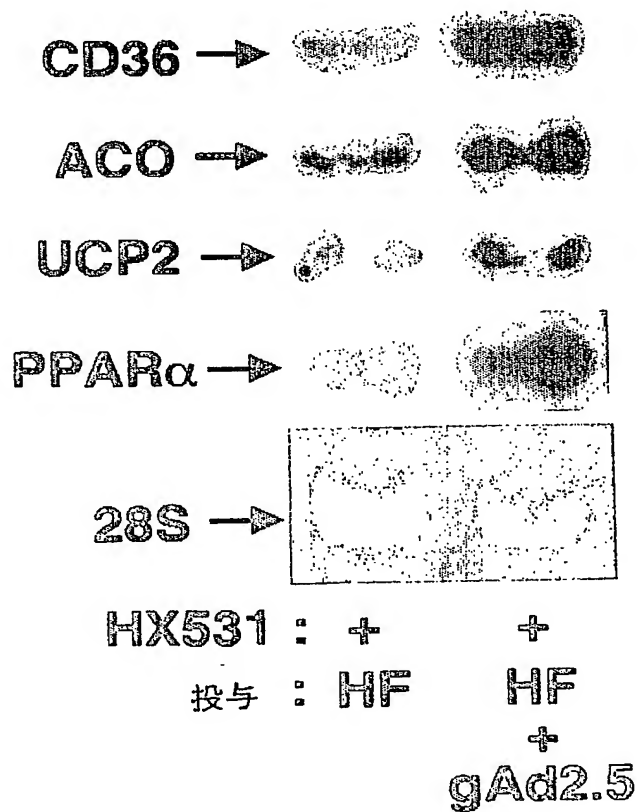 CD36
ACO
UCP2
PPARα
28S
HX531 : + +
投与 : HF HF
+
gAd2.5